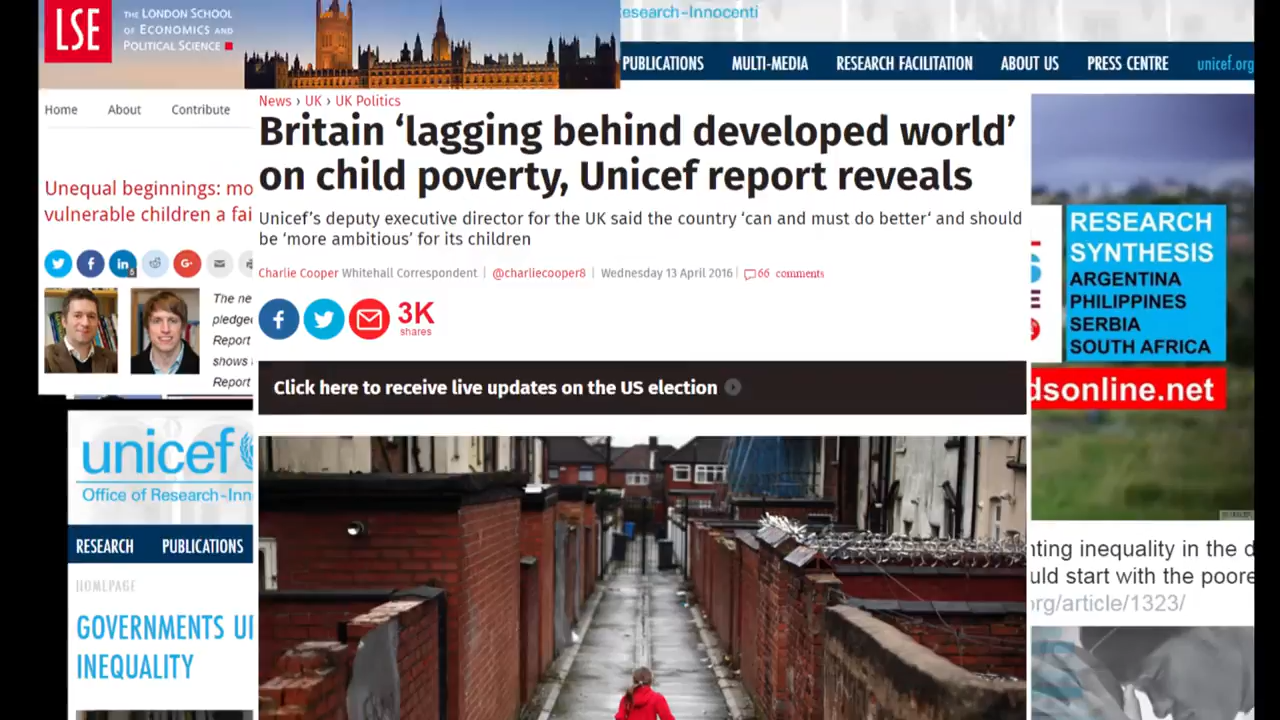 LSE
THE LONDON SCHOOL
OF ECONOMICS AND
POLITICAL SCIENCE
esearch-Innocenti
PUBLICATIONS MULTI-MEDIA RESEARCH FACILITATION ABOUT US PRESS CENTRE unicef.org
Home About Contribute
News › UK › UK Politics
Britain ‘lagging behind developed world’
on child poverty, Unicef report reveals
Unicef’s deputy executive director for the UK said the country ‘can and must do better‘ and should
be ‘more ambitious’ for its children
Charlie Cooper Whitehall Correspondent | @charliecooper8 | Wednesday 13 April 2016 | 66 comments
3K
shares
Click here to receive live updates on the US election
Unequal beginnings: mo
vulnerable children a fai
in
6
G+
The ne
pledge
Report
shows
Report
RESEARCH
SYNTHESIS
ARGENTINA
PHILIPPINES
SERBIA
SOUTH AFRICA
dsonline.net
unicef
Office of Research-Inn
RESEARCH PUBLICATIONS
HOMEPAGE
GOVERNMENTS U
INEQUALITY
nting inequality in the d
uld start with the poore
org/article/1323/